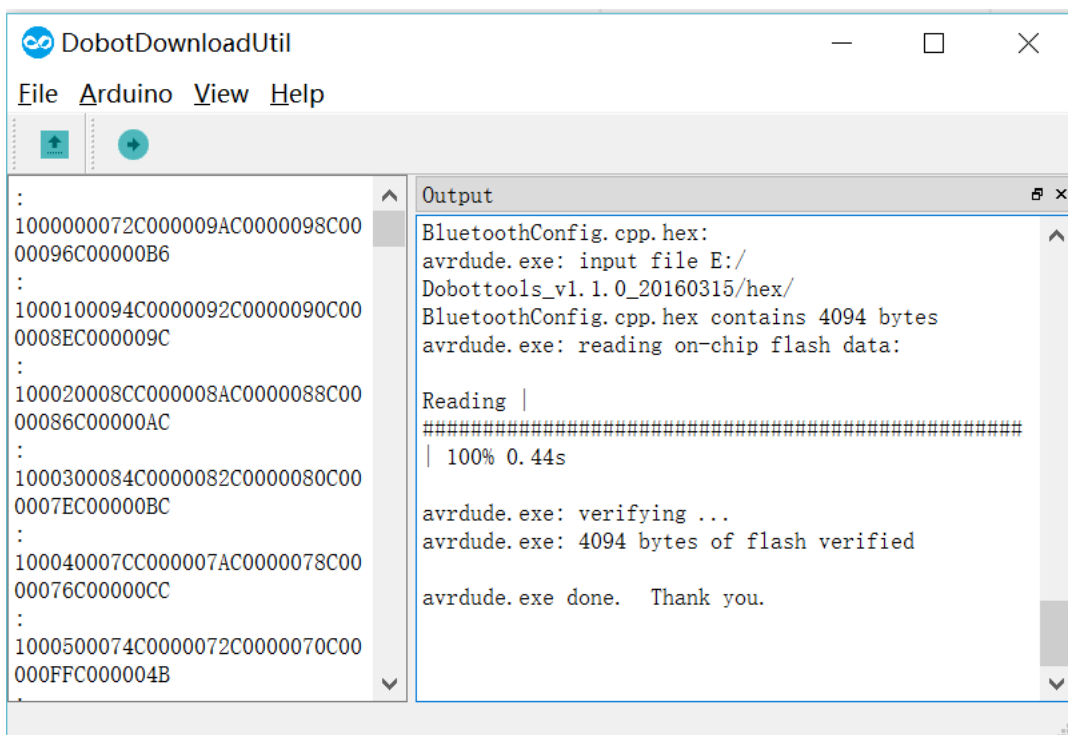 DobotDownloadUtil
File Arduino View Help
:
1000000072C000009AC0000098C00
00096C00000B6
:
1000100094C0000092C0000090C00
0008EC000009C
:
100020008CC000008AC0000088C00
00086C00000AC
:
1000300084C0000082C0000080C00
0007EC00000BC
:
100040007CC000007AC0000078C00
00076C00000CC
:
1000500074C0000072C0000070C00
000FFC000004B
Output
BluetoothConfig.cpp.hex:
avrdude.exe: input file E:/
Dobottools_v1.1.0_20160315/hex/
BluetoothConfig.cpp.hex contains 4094 bytes
avrdude.exe: reading on-chip flash data:
Reading |
##################################################
| 100% 0.44s
avrdude.exe: verifying ...
avrdude.exe: 4094 bytes of flash verified
avrdude.exe done.  Thank you.